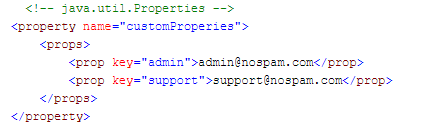 <!-- java.util.Properties -->
<property name="customProperies">
<props>
<prop key="admin">admin@nospam.com</prop>
<prop key="support">support@nospam.com</prop>
</props>
</property>